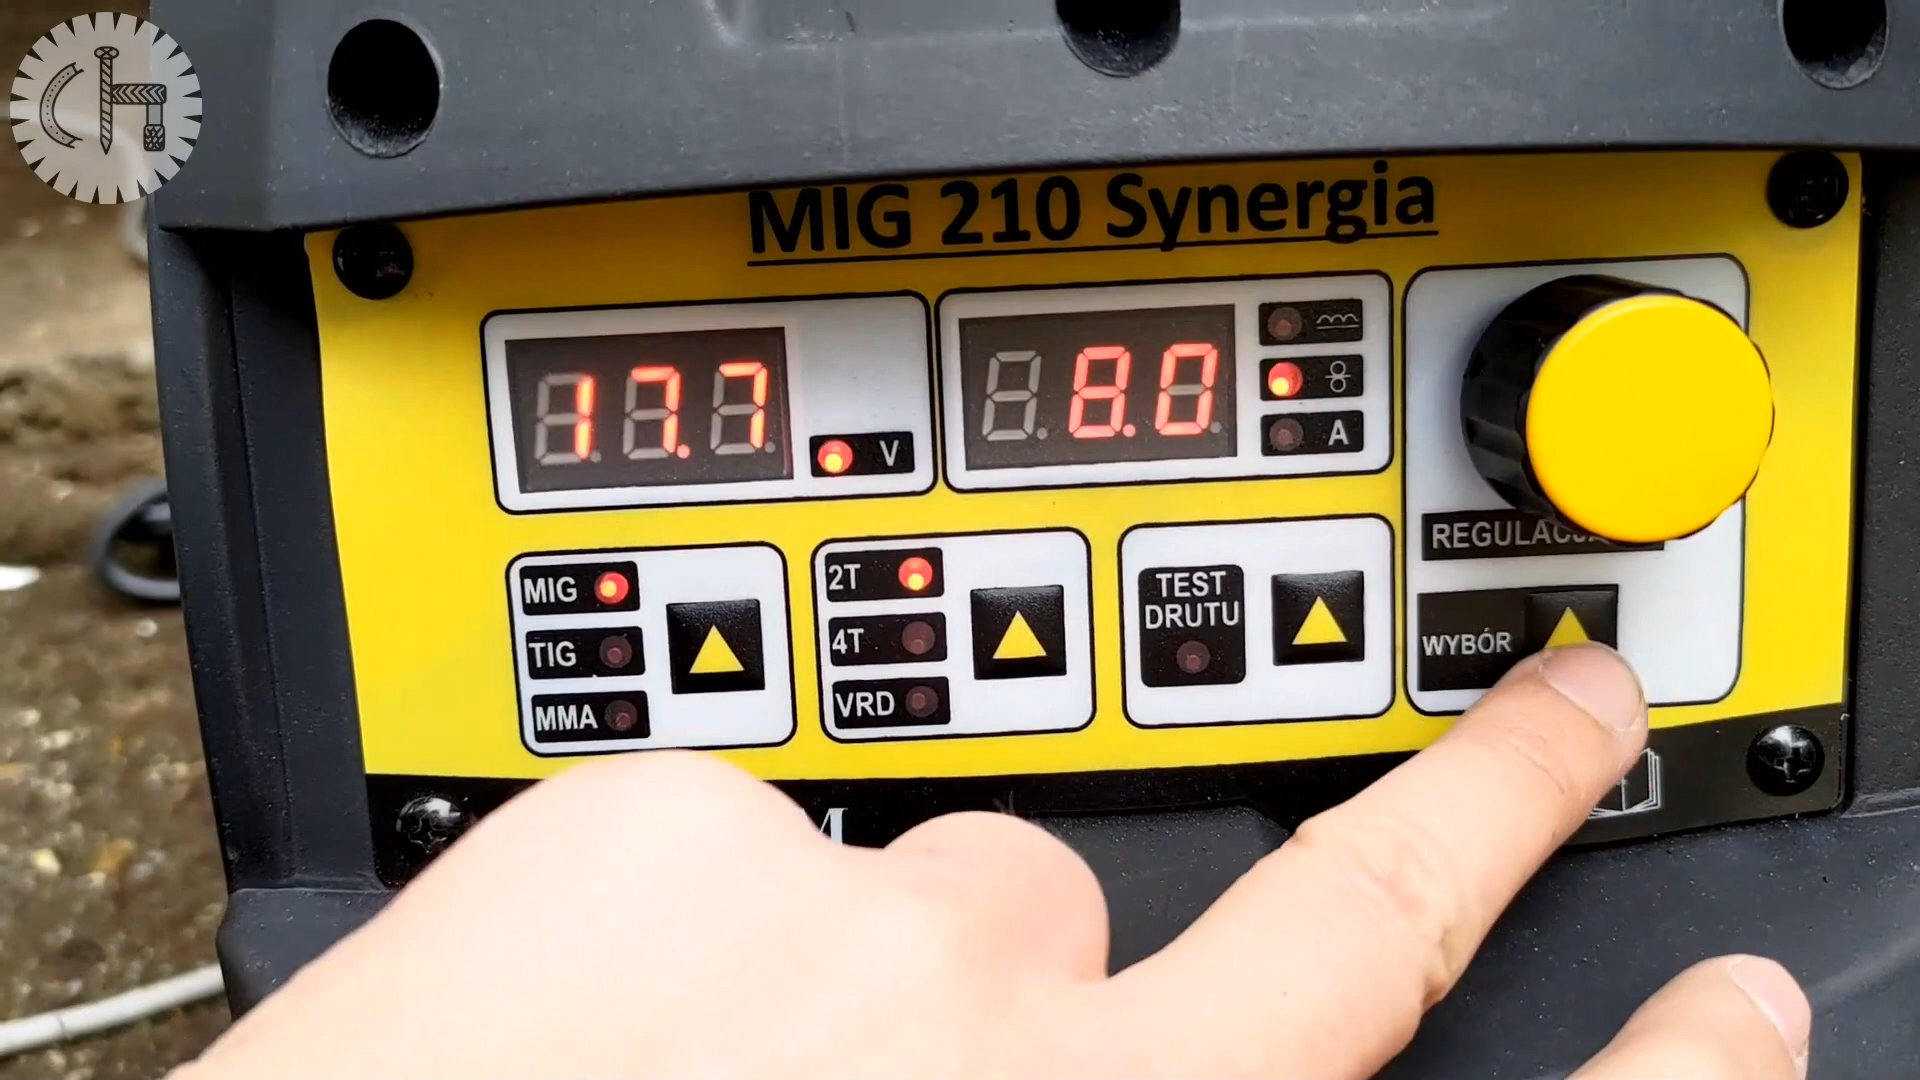 MIG 210 Synergia
17.7
V
8.0
A
MIG
TIG
MMA
2T
4T
VRD
TEST
DRUTU
WYBÓR